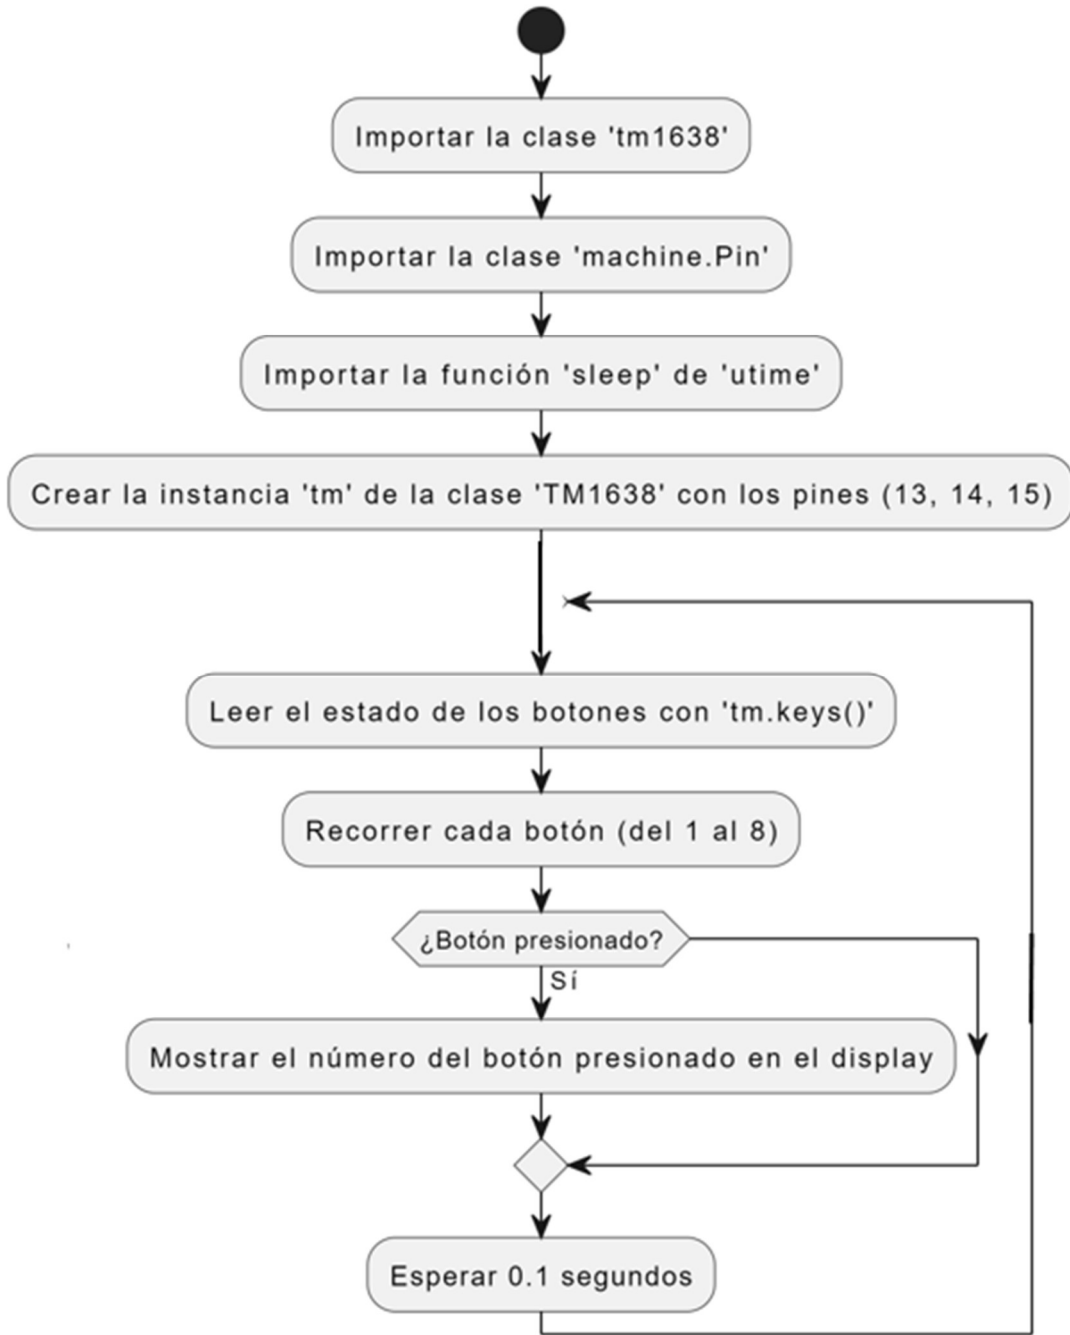 Importar la clase 'tm1638'
Importar la clase 'machine.Pin'
Importar la función 'sleep' de 'utime'
Crear la instancia 'tm' de la clase 'TM1638' con los pines (13, 14, 15)
Leer el estado de los botones con 'tm.keys()'
Recorrer cada botón (del 1 al 8)
¿Botón presionado?
Sí
Mostrar el número del botón presionado en el display
Esperar 0.1 segundos